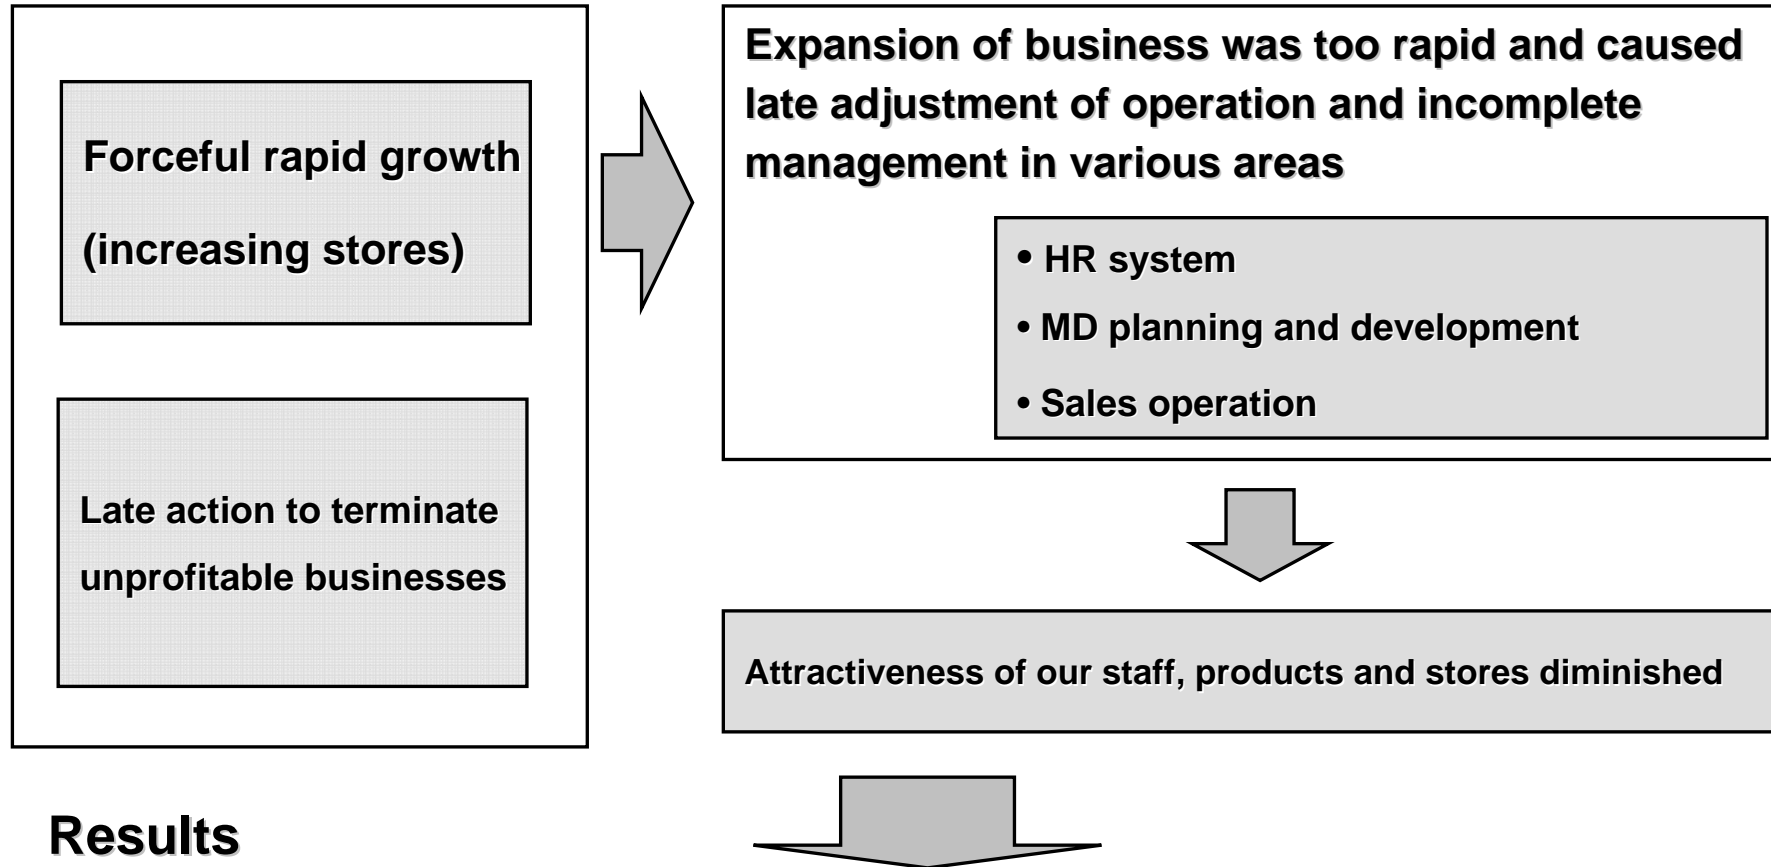 Forceful rapid growth
(increasing stores)
Late action to terminate
unprofitable businesses
Expansion of business was too rapid and caused
late adjustment of operation and incomplete
management in various areas
• HR system
• MD planning and development
• Sales operation
Attractiveness of our staff, products and stores diminished
Results